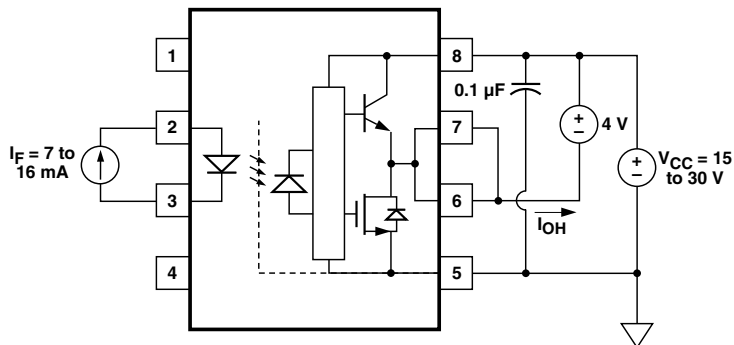 1
2
3
4
I_F = 7 to
16 mA
8
7
6
5
0.1 µF
+
–
4 V
+
–
V_CC = 15
to 30 V
I_OH